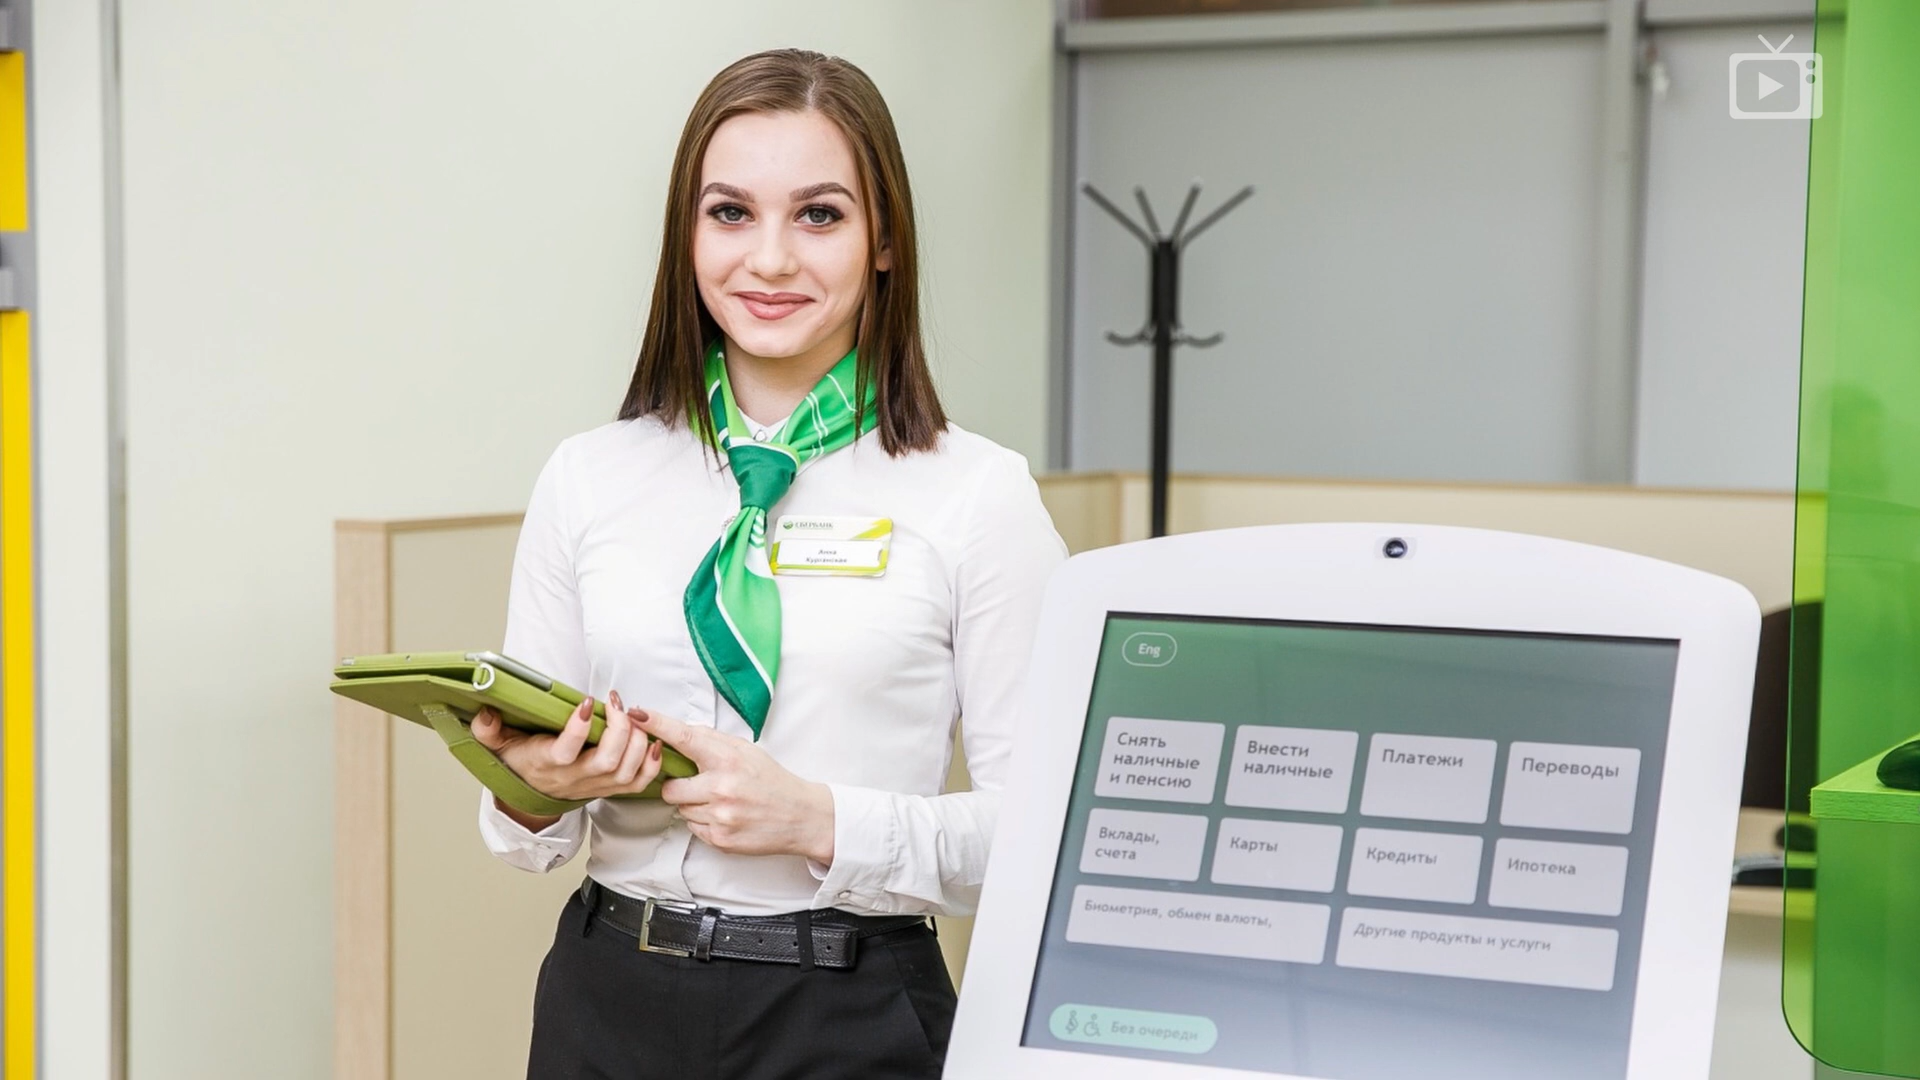 СБЕРБАНК
Анна
Курганская
Eng
Снять
наличные
и пенсию
Внести
наличные
Платежи
Переводы
Вклады,
счета
Карты
Кредиты
Ипотека
Биометрия, обмен валюты,
Другие продукты и услуги
Без очереди